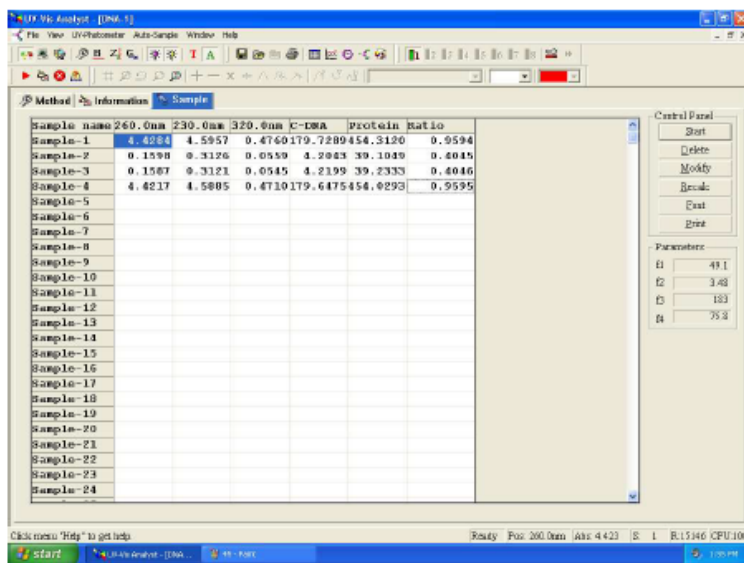 UV-Vis Analyst - [DNA-1]
File View UV-Photometer Auto-Sample Window Help
Method Information Sample
Sample name 260.0nm 230.0nm 320.0nm C-DNA Protein Ratio
Sample-1 4.4284 4.5957 0.4760 179.7289 454.3120 0.9594
Sample-2 0.1598 0.3126 0.0559 4.2043 39.1049 0.4045
Sample-3 0.1587 0.3121 0.0545 4.2199 39.2333 0.4046
Sample-4 4.4217 4.5885 0.4710 179.6475 454.0293 0.9595
Sample-5
Sample-6
Sample-7
Sample-8
Sample-9
Sample-10
Sample-11
Sample-12
Sample-13
Sample-14
Sample-15
Sample-16
Sample-17
Sample-18
Sample-19
Sample-20
Sample-21
Sample-22
Sample-23
Sample-24
Control Panel
Start
Delete
Modify
Recalc
Print
Parameters
f1 49.1
f2 3.48
f3 183
f4 75.8
Click menu "Help" to get help.
Ready Pos: 260.0nm Abs: 4.423 S: 1 R:15346
start UV-Vis Analyst - [DNA...